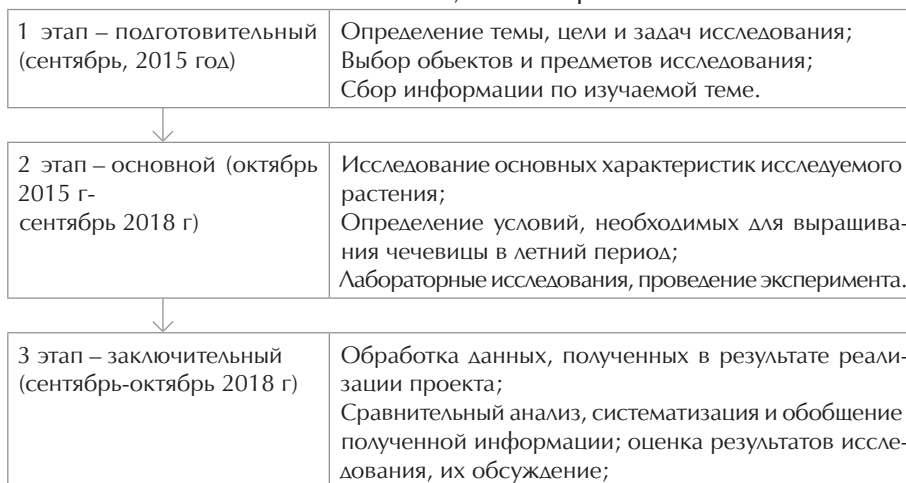 1 этап – подготовительный
(сентябрь, 2015 год)
Определение темы, цели и задач исследования;
Выбор объектов и предметов исследования;
Сбор информации по изучаемой теме.
2 этап – основной (октябрь
2015 г-
сентябрь 2018 г)
Исследование основных характеристик исследуемого
растения;
Определение условий, необходимых для выращива-
ния чечевицы в летний период;
Лабораторные исследования, проведение эксперимента.
3 этап – заключительный
(сентябрь-октябрь 2018 г)
Обработка данных, полученных в результате реали-
зации проекта;
Сравнительный анализ, систематизация и обобщение
полученной информации; оценка результатов иссле-
дования, их обсуждение;